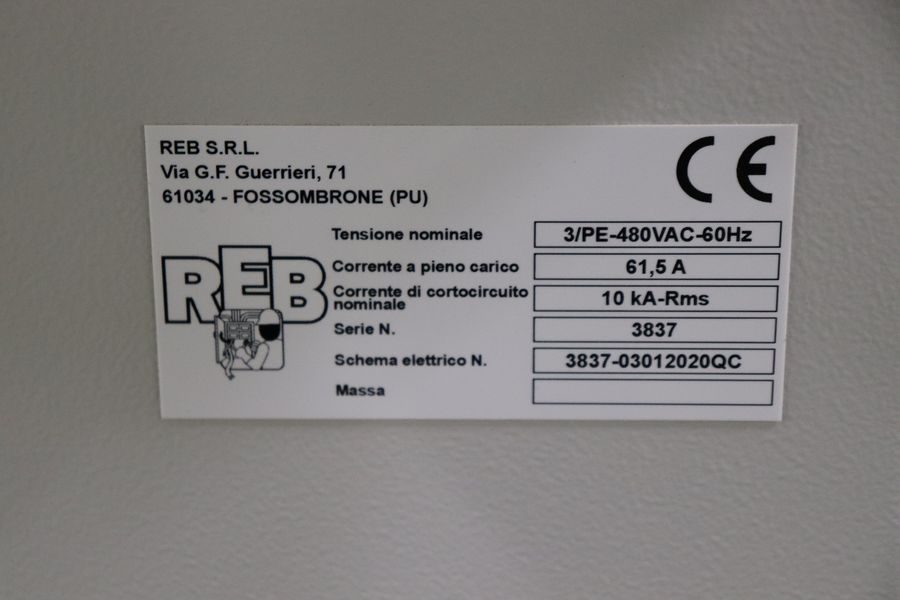 REB S.R.L.
Via G.F. Guerrieri, 71
61034 - FOSSOMBRONE (PU)
CE
REB
Tensione nominale 3/PE-480VAC-60Hz
Corrente a pieno carico 61,5 A
Corrente di cortocircuito
nominale 10 kA-Rms
Serie N. 3837
Schema elettrico N. 3837-03012020QC
Massa